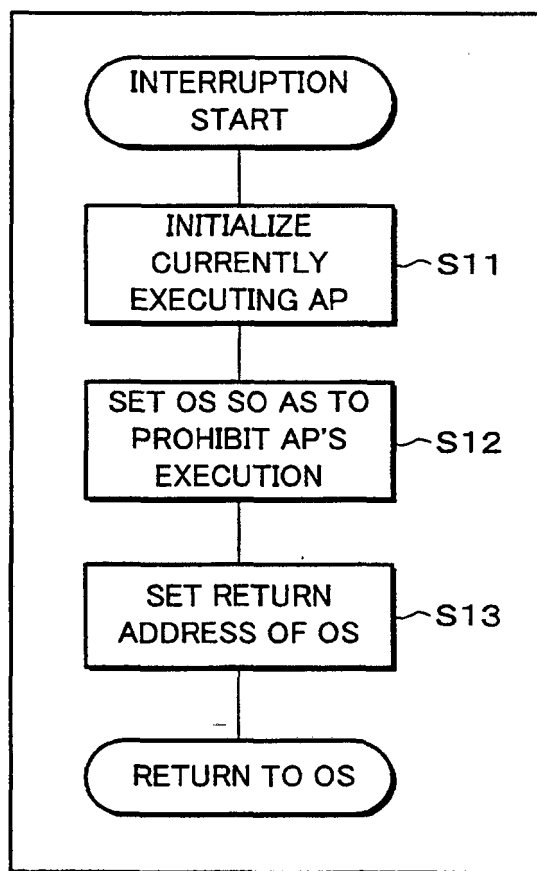 INTERRUPTION
START
INITIALIZE
CURRENTLY
EXECUTING AP
S11
SET OS SO AS TO
PROHIBIT AP'S
EXECUTION
S12
SET RETURN
ADDRESS OF OS
S13
RETURN TO OS